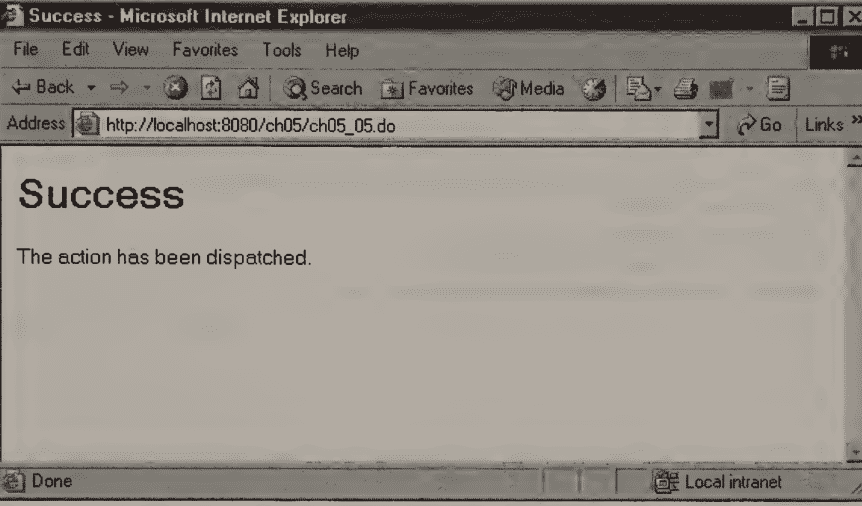 Success - Microsoft Internet Explorer
File Edit View Favorites Tools Help
Back Search Favorites Media
Address http://localhost:8080/ch05/ch05_05.do Go Links »
Success
The action has been dispatched.
Done Local intranet